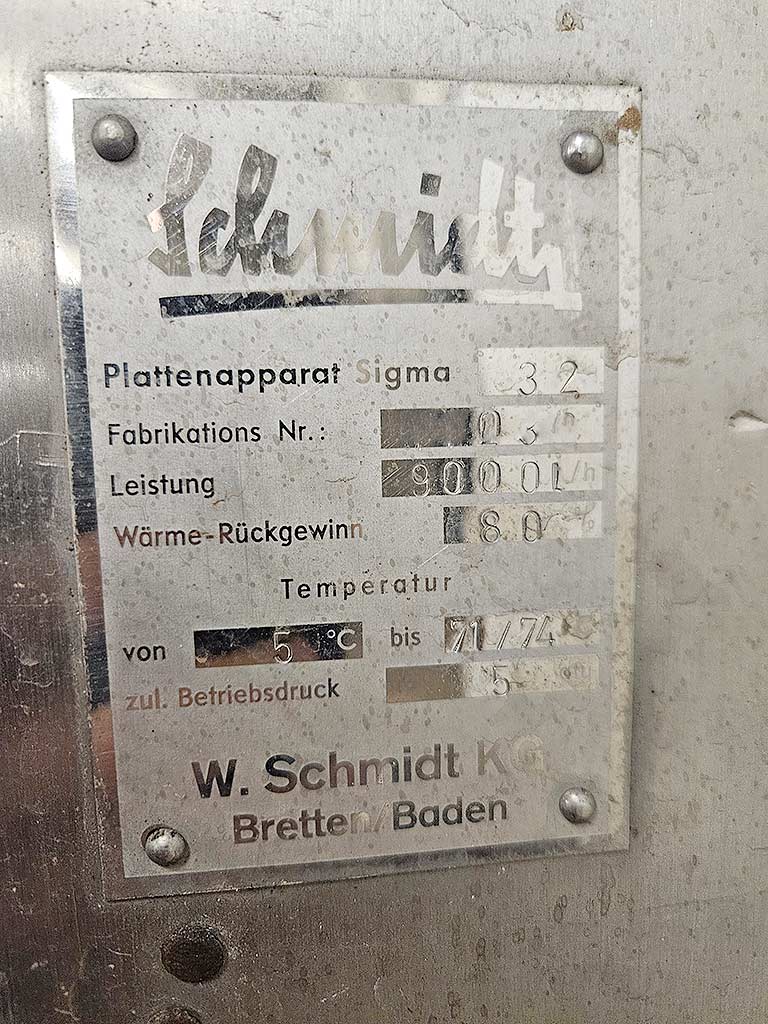 Schmidt
Plattenapparat Sigma 32
Fabrikations Nr.:
Leistung 9000 L/h
Wärme-Rückgewinn 80 %
Temperatur
von 5 °C bis 71/74
zul. Betriebsdruck 5
W. Schmidt KG
Bretten/Baden